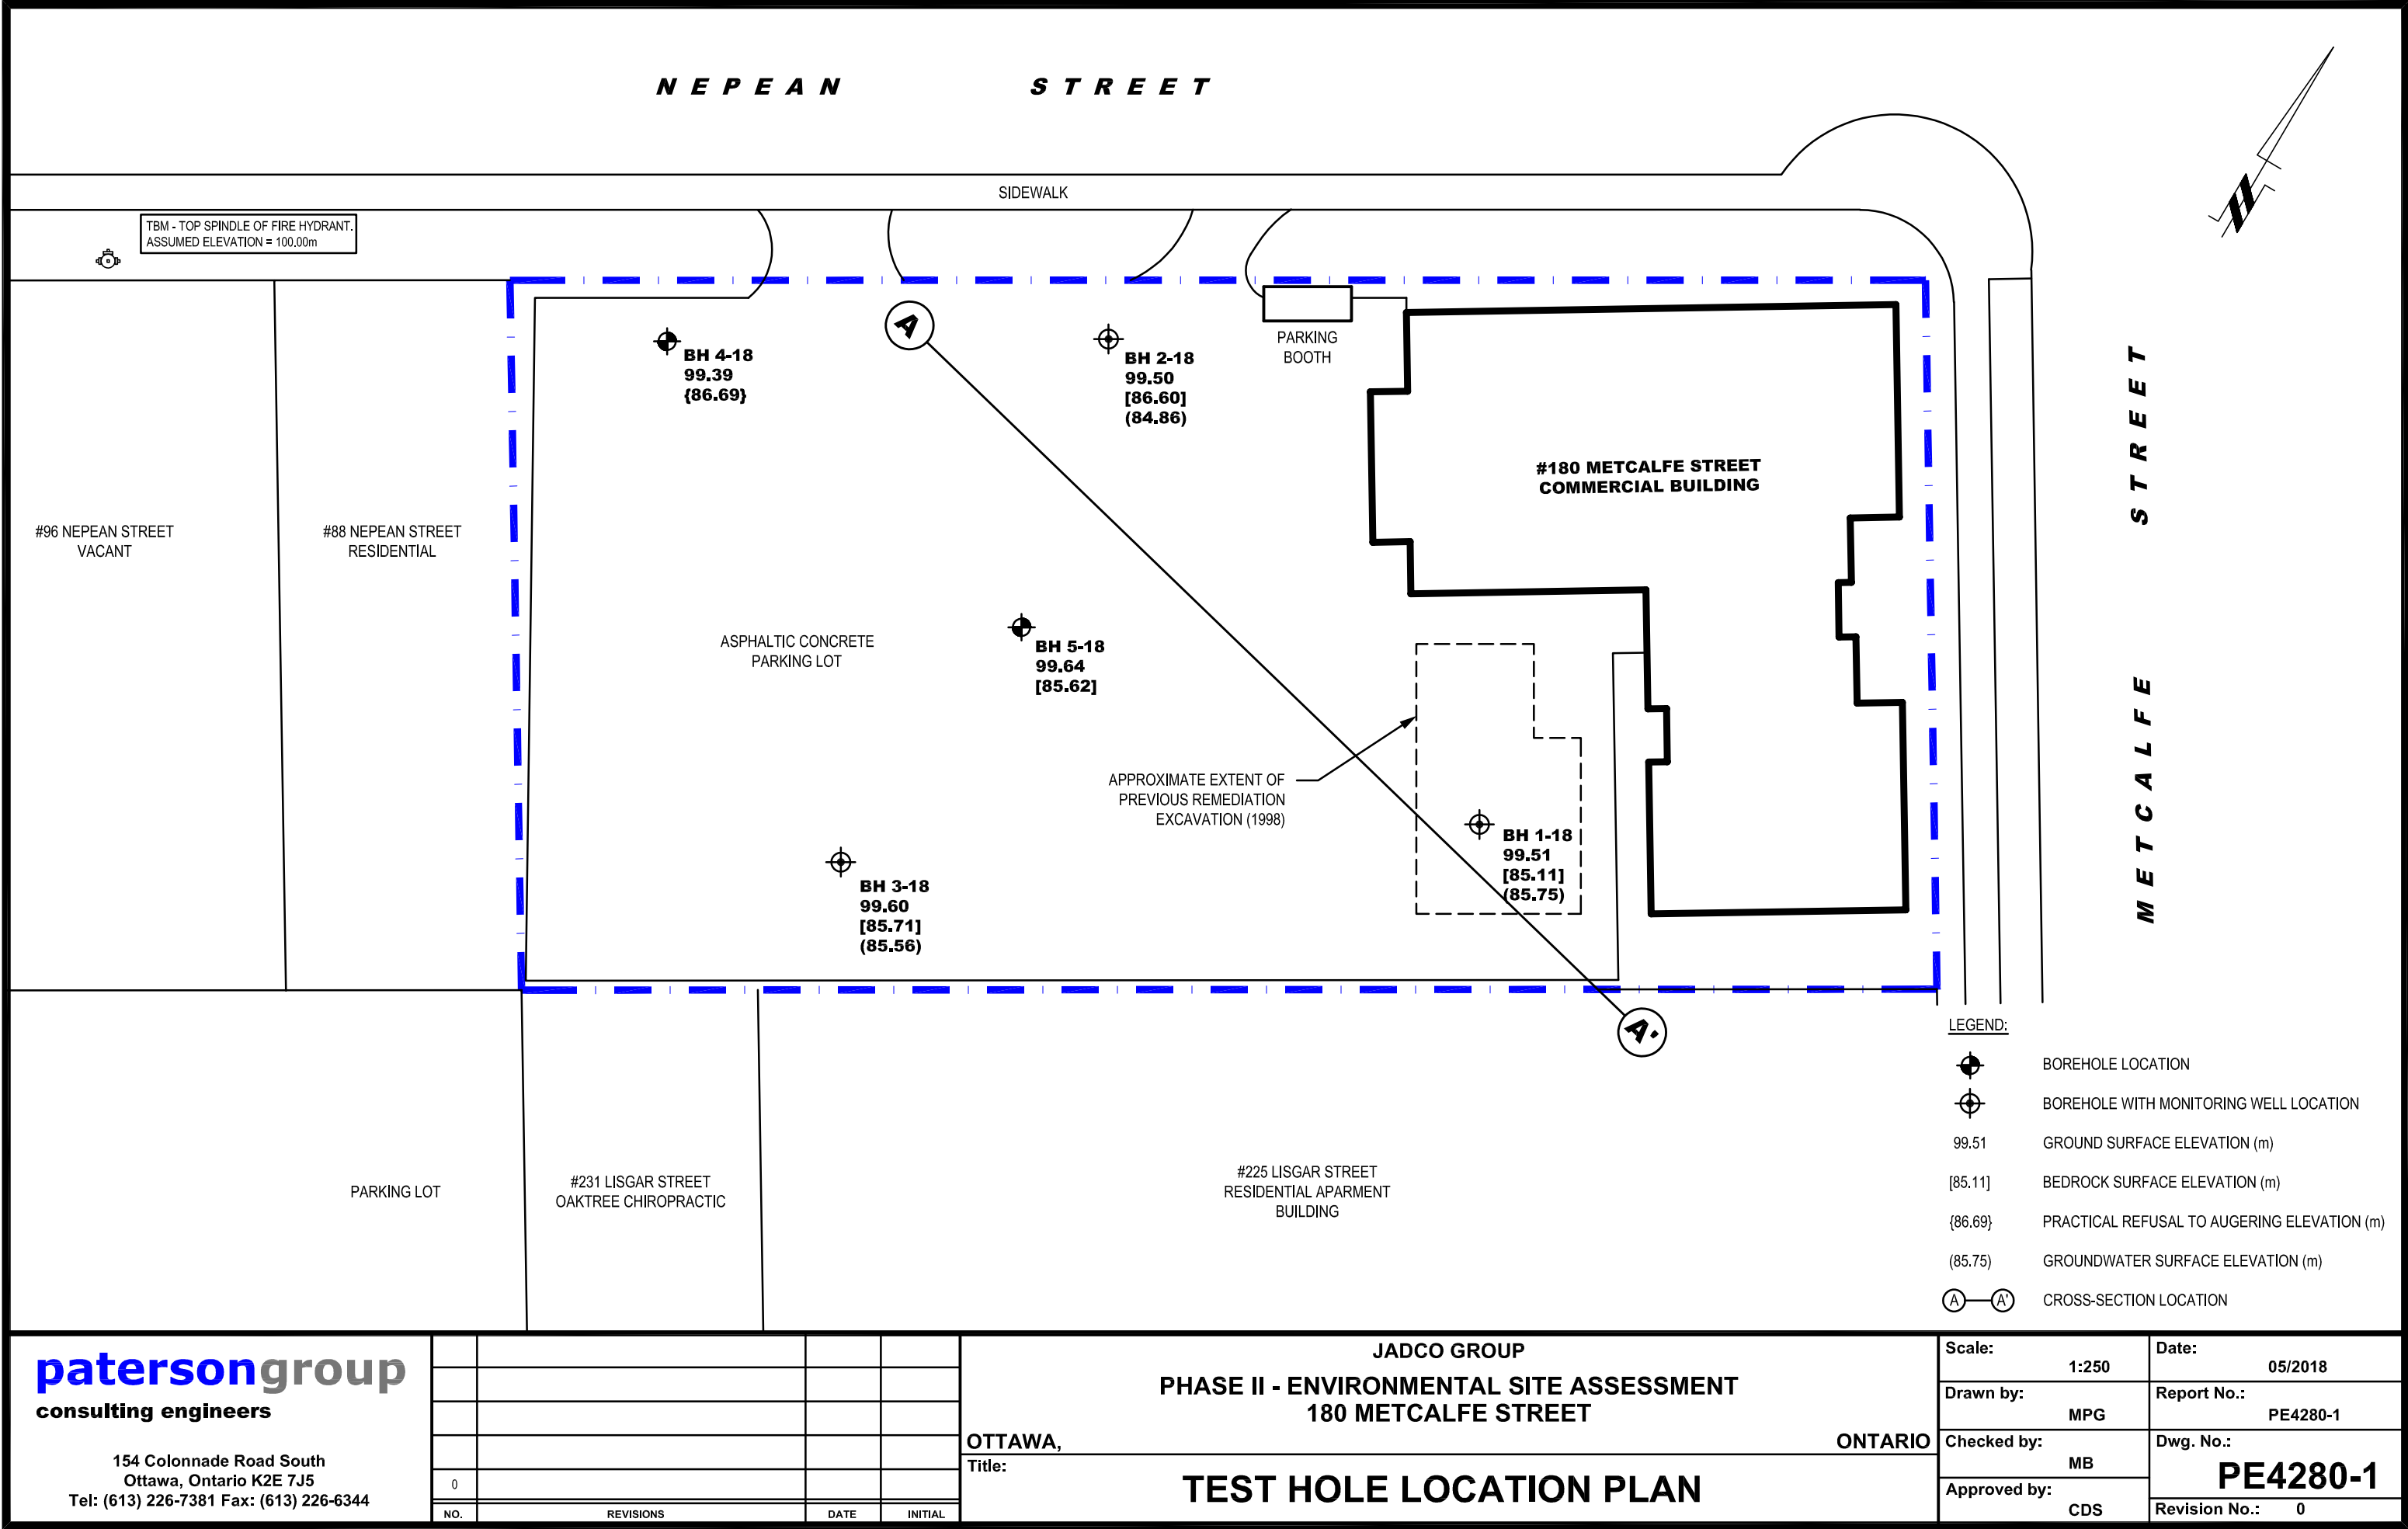 NEPEAN STREET
SIDEWALK
TBM - TOP SPINDLE OF FIRE HYDRANT.
ASSUMED ELEVATION = 100.00m
A
BH 4-18
99.39
{86.69}
BH 2-18
99.50
[86.60]
(84.86)
PARKING
BOOTH
#180 METCALFE STREET
COMMERCIAL BUILDING
METCALFE STREET
#96 NEPEAN STREET
VACANT
#88 NEPEAN STREET
RESIDENTIAL
ASPHALTIC CONCRETE
PARKING LOT
BH 5-18
99.64
[85.62]
APPROXIMATE EXTENT OF
PREVIOUS REMEDIATION
EXCAVATION (1998)
BH 1-18
99.51
[85.11]
(85.75)
BH 3-18
99.60
[85.71]
(85.56)
A'
PARKING LOT
#231 LISGAR STREET
OAKTREE CHIROPRACTIC
#225 LISGAR STREET
RESIDENTIAL APARMENT
BUILDING
LEGEND:
BOREHOLE LOCATION
BOREHOLE WITH MONITORING WELL LOCATION
99.51 GROUND SURFACE ELEVATION (m)
[85.11] BEDROCK SURFACE ELEVATION (m)
{86.69} PRACTICAL REFUSAL TO AUGERING ELEVATION (m)
(85.75) GROUNDWATER SURFACE ELEVATION (m)
A A' CROSS-SECTION LOCATION
patersongroup
consulting engineers
154 Colonnade Road South
Ottawa, Ontario K2E 7J5
Tel: (613) 226-7381 Fax: (613) 226-6344
0
NO. REVISIONS DATE INITIAL
JADCO GROUP
PHASE II - ENVIRONMENTAL SITE ASSESSMENT
180 METCALFE STREET
OTTAWA, ONTARIO
Title:
TEST HOLE LOCATION PLAN
Scale:
1:250
Date:
05/2018
Drawn by:
MPG
Report No.:
PE4280-1
Checked by:
MB
Dwg. No.:
PE4280-1
Approved by:
CDS
Revision No.: 0